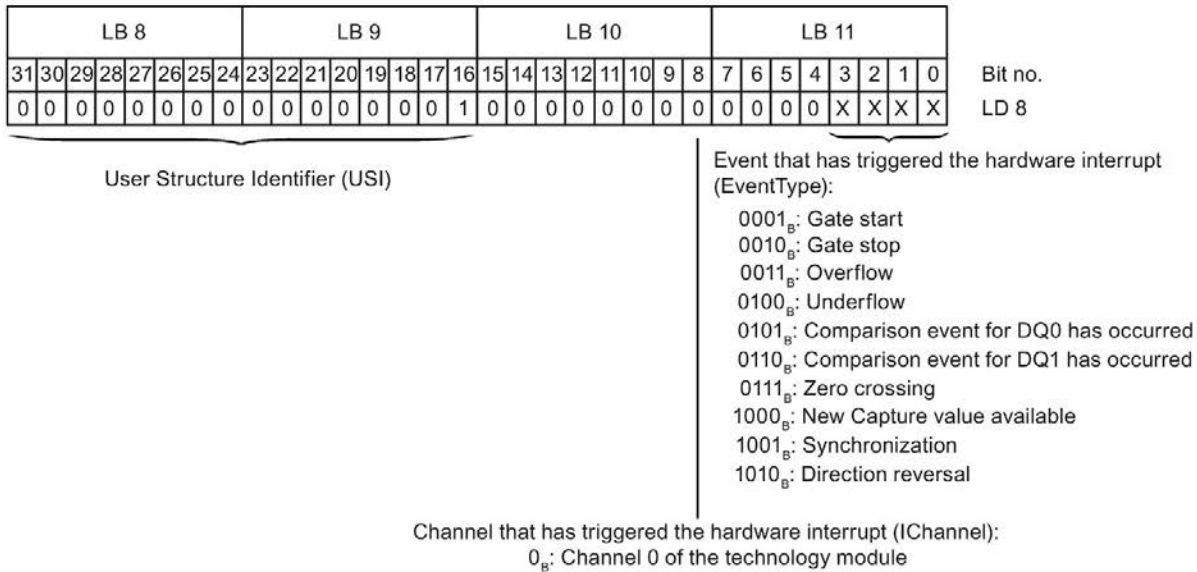 LB 8 LB 9 LB 10 LB 11
31 30 29 28 27 26 25 24 23 22 21 20 19 18 17 16 15 14 13 12 11 10 9 8 7 6 5 4 3 2 1 0 Bit no.
0 0 0 0 0 0 0 0 0 0 0 0 0 0 0 1 0 0 0 0 0 0 0 0 0 0 0 0 X X X X LD 8
User Structure Identifier (USI)
Event that has triggered the hardware interrupt
(EventType):
0001B: Gate start
0010B: Gate stop
0011B: Overflow
0100B: Underflow
0101B: Comparison event for DQ0 has occurred
0110B: Comparison event for DQ1 has occurred
0111B: Zero crossing
1000B: New Capture value available
1001B: Synchronization
1010B: Direction reversal
Channel that has triggered the hardware interrupt (IChannel):
0B: Channel 0 of the technology module